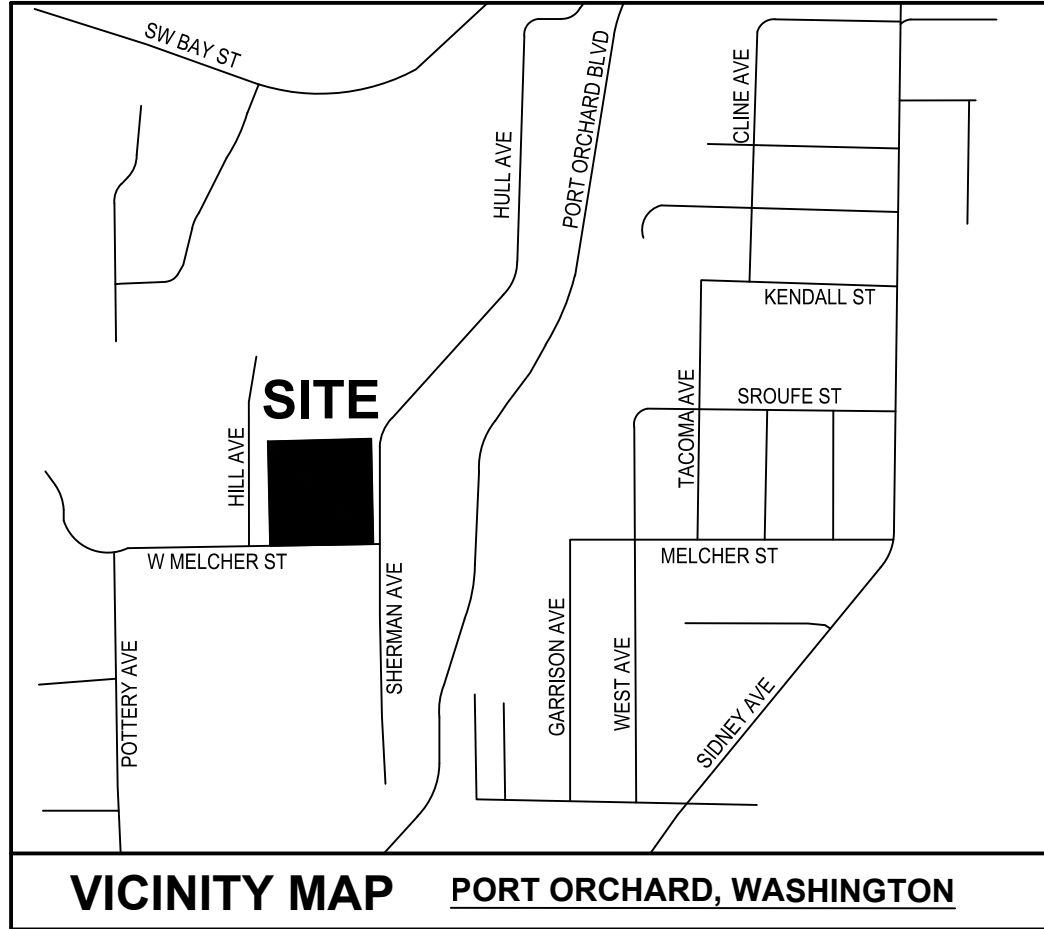 SW BAY ST
HULL AVE
PORT ORCHARD BLVD
CLINE AVE
KENDALL ST
SITE
HILL AVE
TACOMA AVE
SROUFE ST
W MELCHER ST
MELCHER ST
SHERMAN AVE
POTTERY AVE
GARRISON AVE
WEST AVE
SIDNEY AVE
VICINITY MAP
PORT ORCHARD, WASHINGTON